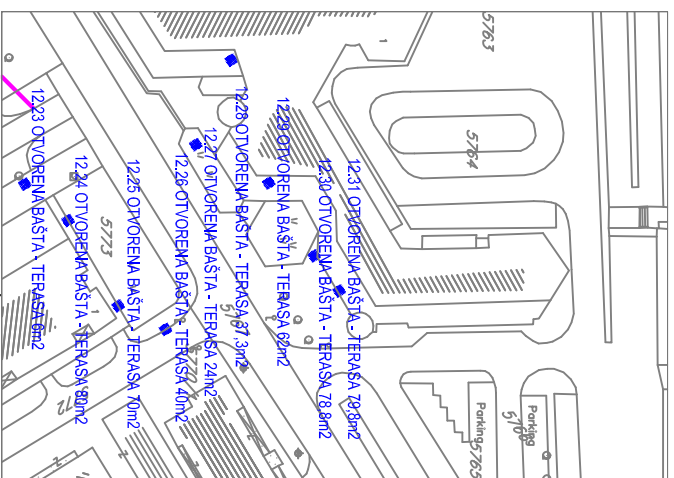 12.23 OTVORENA BAŠTA - TERASA 6m2
12.24 OTVORENA BAŠTA - TERASA 80m2
12.25 OTVORENA BAŠTA - TERASA 70m2
12.26 OTVORENA BAŠTA - TERASA 40m2
12.27 OTVORENA BAŠTA - TERASA 24m2
12.28 OTVORENA BAŠTA - TERASA 37,3m2
12.29 OTVORENA BAŠTA - TERASA 62m2
12.30 OTVORENA BAŠTA - TERASA 78,8m2
12.31 OTVORENA BAŠTA - TERASA 79,8m2
5763
5764
5773
Parking
5765
Parking